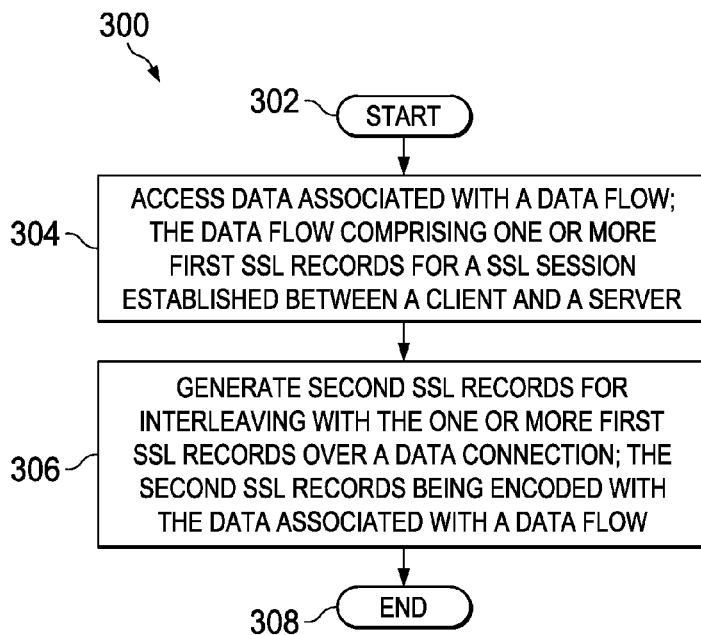 300
302
START
304
ACCESS DATA ASSOCIATED WITH A DATA FLOW;
THE DATA FLOW COMPRISING ONE OR MORE
FIRST SSL RECORDS FOR A SSL SESSION
ESTABLISHED BETWEEN A CLIENT AND A SERVER
306
GENERATE SECOND SSL RECORDS FOR
INTERLEAVING WITH THE ONE OR MORE FIRST
SSL RECORDS OVER A DATA CONNECTION; THE
SECOND SSL RECORDS BEING ENCODED WITH
THE DATA ASSOCIATED WITH A DATA FLOW
308
END